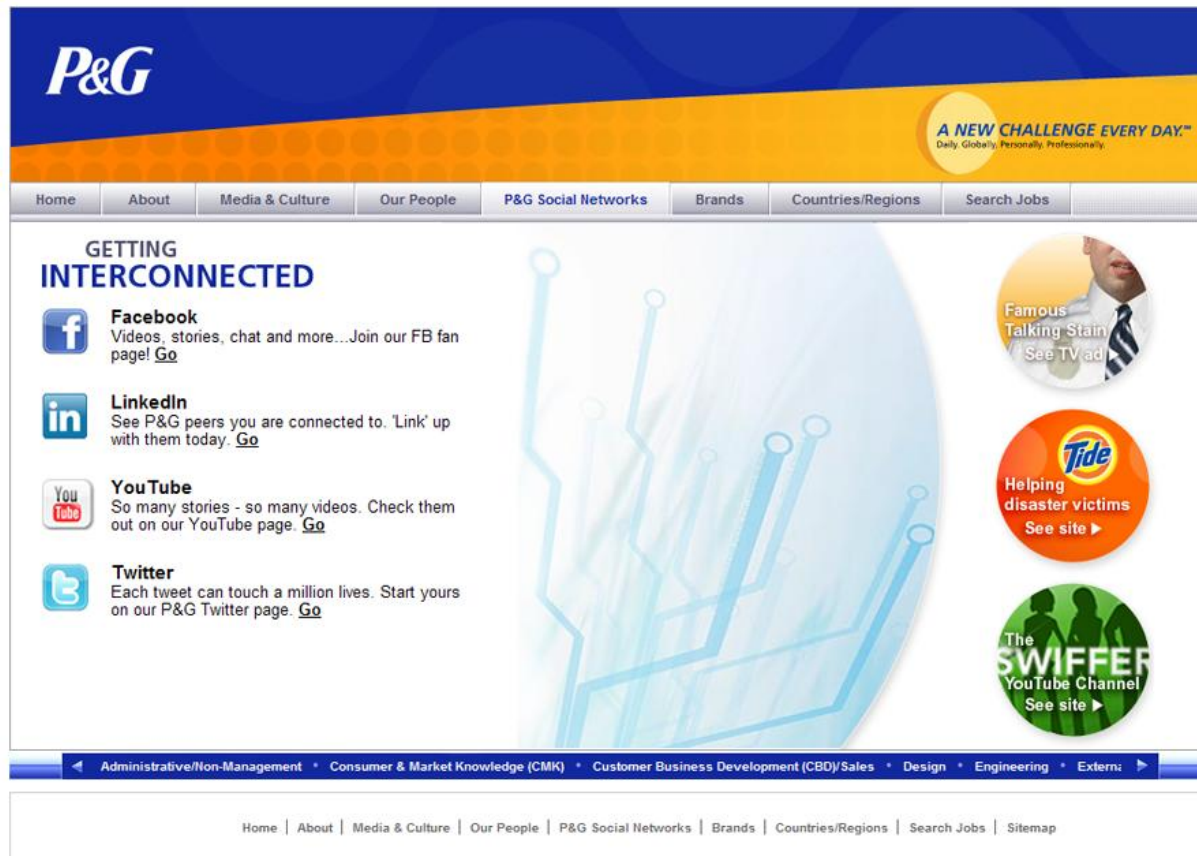 P&G
A NEW CHALLENGE EVERY DAY.™
Daily. Globally. Personally. Professionally.
Home About Media & Culture Our People P&G Social Networks Brands Countries/Regions Search Jobs
GETTING
INTERCONNECTED
f
Facebook
Videos, stories, chat and more...Join our FB fan
page! Go
in
LinkedIn
See P&G peers you are connected to. 'Link' up
with them today. Go
You
Tube
YouTube
So many stories - so many videos. Check them
out on our YouTube page. Go
t
Twitter
Each tweet can touch a million lives. Start yours
on our P&G Twitter page. Go
Famous
Talking Stain
See TV ad ▶
Tide
Helping
disaster victims
See site ▶
The
SWIFFER
YouTube Channel
See site ▶
◀ Administrative/Non-Management * Consumer & Market Knowledge (CMK) * Customer Business Development (CBD)/Sales * Design * Engineering * Externa ▶
Home | About | Media & Culture | Our People | P&G Social Networks | Brands | Countries/Regions | Search Jobs | Sitemap